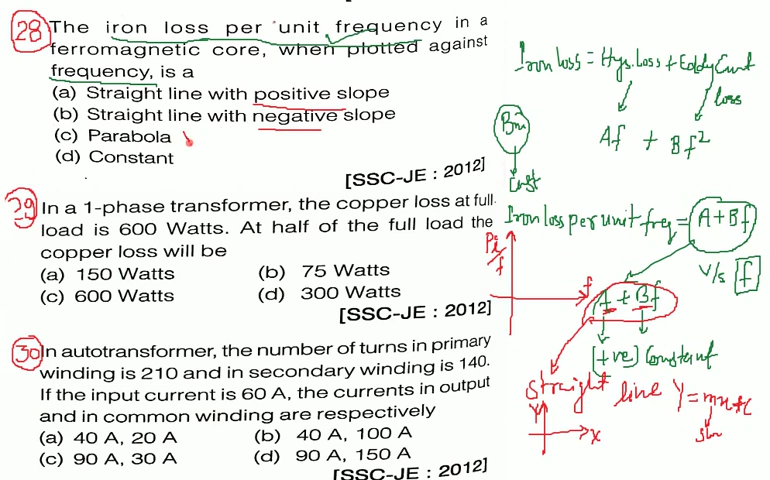 28 The iron loss per unit frequency in a
ferromagnetic core, when plotted against
frequency, is a
(a) Straight line with positive slope
(b) Straight line with negative slope
(c) Parabola
(d) Constant
[SSC-JE : 2012]
29 In a 1-phase transformer, the copper loss at full
load is 600 Watts. At half of the full load the
copper loss will be
(a) 150 Watts (b) 75 Watts
(c) 600 Watts (d) 300 Watts
[SSC-JE : 2012]
30 In autotransformer, the number of turns in primary
winding is 210 and in secondary winding is 140.
If the input current is 60 A, the currents in output
and in common winding are respectively
(a) 40 A, 20 A (b) 40 A, 100 A
(c) 90 A, 30 A (d) 90 A, 150 A
[SSC-JE : 2012]
Iron loss = Hys. loss + Eddy Curnt
loss
Af + Bf²
Bm
Const
Iron loss per unit freq = A+Bf
v/s f
Pi/f
f
A + Bf
(+ve) Constant
Straight line Y = mx+c
Y
X